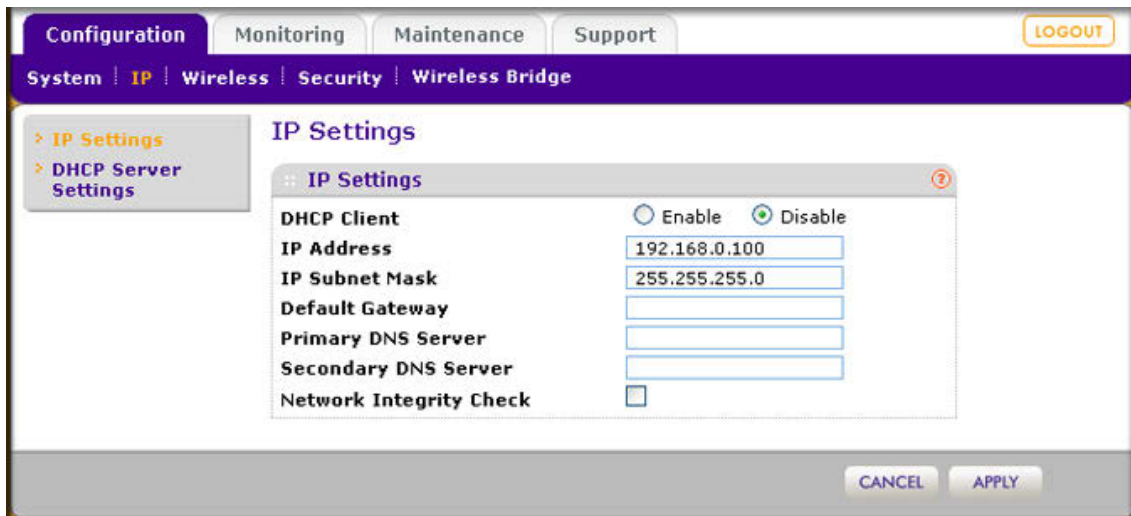 Configuration Monitoring Maintenance Support LOGOUT
System IP Wireless Security Wireless Bridge
IP Settings
DHCP Server
Settings
IP Settings
IP Settings ?
DHCP Client Enable Disable
IP Address 192.168.0.100
IP Subnet Mask 255.255.255.0
Default Gateway
Primary DNS Server
Secondary DNS Server
Network Integrity Check
CANCEL APPLY